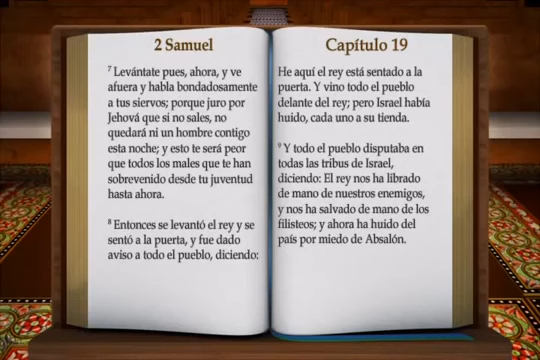 2 Samuel
⁷ Levántate pues, ahora, y ve
afuera y habla bondadosamente
a tus siervos; porque juro por
Jehová que si no sales, no
quedará ni un hombre contigo
esta noche; y esto te será peor
que todos los males que te han
sobrevenido desde tu juventud
hasta ahora.
⁸ Entonces se levantó el rey y se
sentó a la puerta, y fue dado
aviso a todo el pueblo, diciendo:
Capítulo 19
He aquí el rey está sentado a la
puerta. Y vino todo el pueblo
delante del rey; pero Israel había
huido, cada uno a su tienda.
⁹ Y todo el pueblo disputaba en
todas las tribus de Israel,
diciendo: El rey nos ha librado
de mano de nuestros enemigos,
y nos ha salvado de mano de los
filisteos; y ahora ha huido del
país por miedo de Absalón.